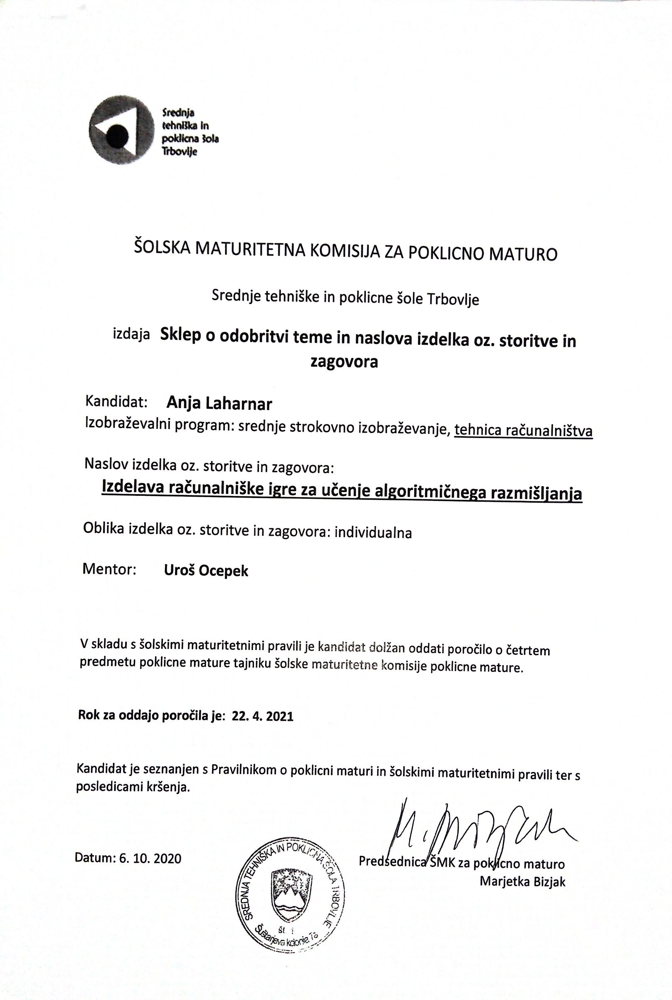 Srednja
tehniška in
poklicna šola
Trbovlje
ŠOLSKA MATURITETNA KOMISIJA ZA POKLICNO MATURO
Srednje tehniške in poklicne šole Trbovlje
izdaja Sklep o odobritvi teme in naslova izdelka oz. storitve in
zagovora
Kandidat: Anja Laharnar
Izobraževalni program: srednje strokovno izobraževanje, tehnica računalništva
Naslov izdelka oz. storitve in zagovora:
Izdelava računalniške igre za učenje algoritmičnega razmišljanja
Oblika izdelka oz. storitve in zagovora: individualna
Mentor: Uroš Ocepek
V skladu s šolskimi maturitetnimi pravili je kandidat dolžan oddati poročilo o četrtem
predmetu poklicne mature tajniku šolske maturitetne komisije poklicne mature.
Rok za oddajo poročila je: 22. 4. 2021
Kandidat je seznanjen s Pravilnikom o poklicni maturi in šolskimi maturitetnimi pravili ter s
posledicami kršenja.
M. Bizjak
Datum: 6. 10. 2020
Predsednica ŠMK za poklicno maturo
Marjetka Bizjak
SREDNJA TEHNIŠKA IN POKLICNA ŠOLA TRBOVLJE
št. 1
Šuštarjeva kolonija